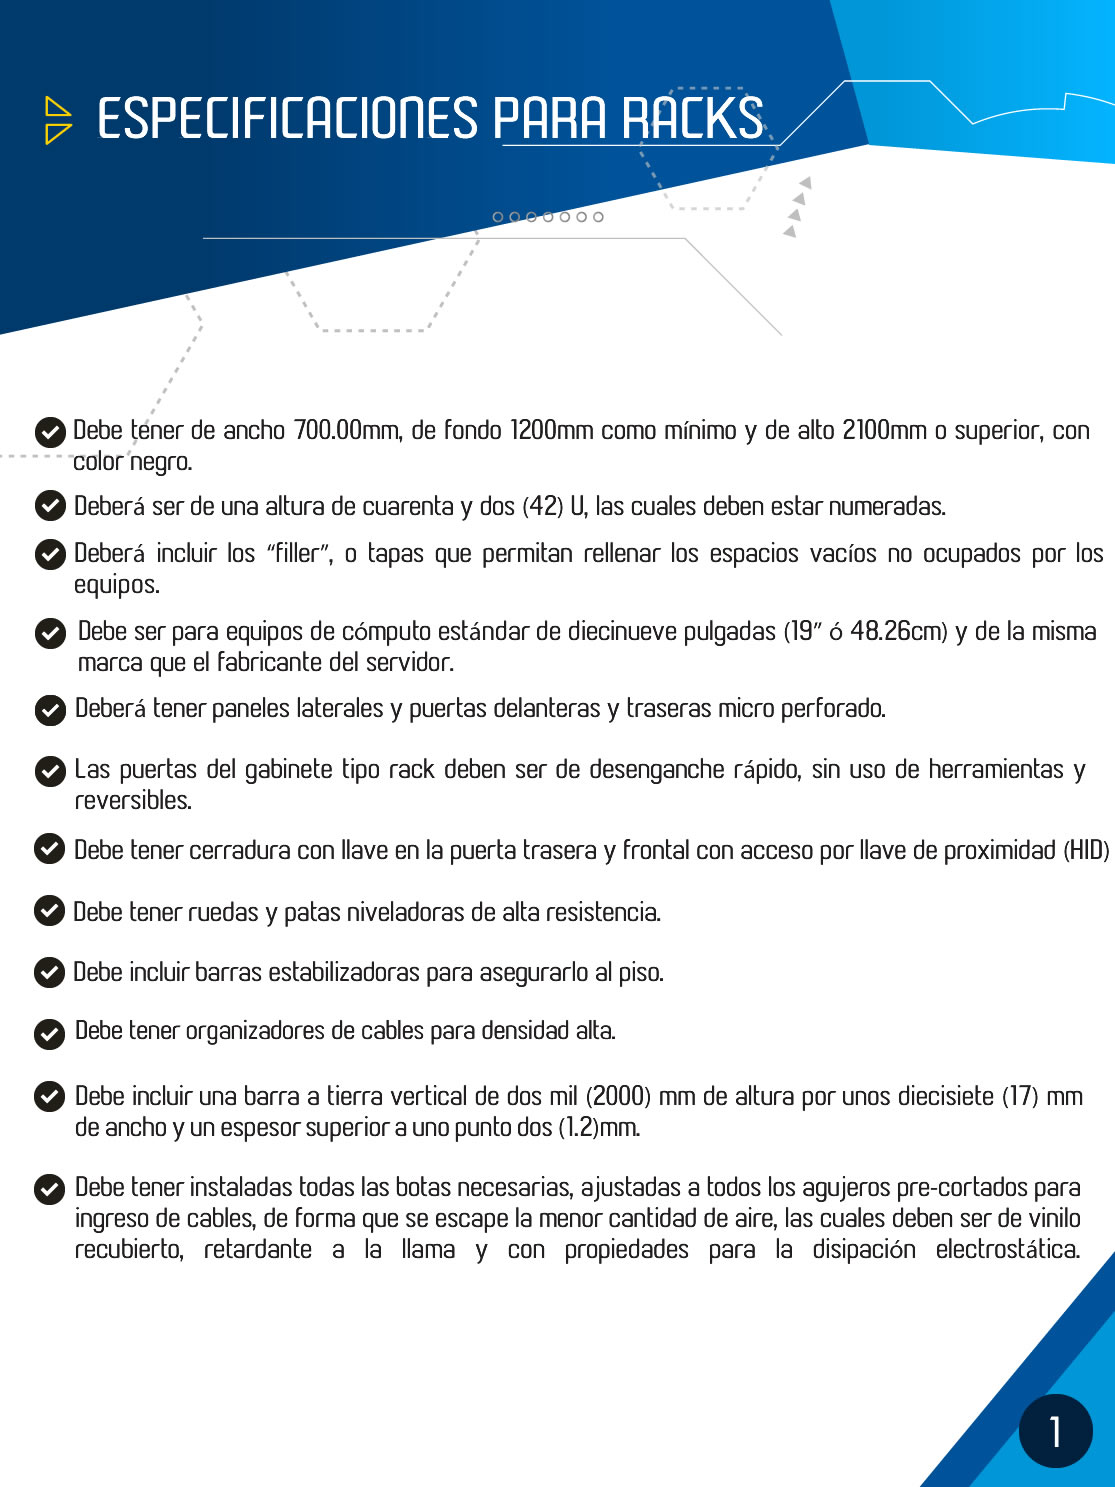 ESPECIFICACIONES PARA RACKS
Debe tener de ancho 700.00mm, de fondo 1200mm como mínimo y de alto 2100mm o superior, con
color negro.
Deberá ser de una altura de cuarenta y dos (42) U, las cuales deben estar numeradas.
Deberá incluir los “filler”, o tapas que permitan rellenar los espacios vacíos no ocupados por los
equipos.
Debe ser para equipos de cómputo estándar de diecinueve pulgadas (19” ó 48.26cm) y de la misma
marca que el fabricante del servidor.
Deberá tener paneles laterales y puertas delanteras y traseras micro perforado.
Las puertas del gabinete tipo rack deben ser de desenganche rápido, sin uso de herramientas y
reversibles.
Debe tener cerradura con llave en la puerta trasera y frontal con acceso por llave de proximidad (HID)
Debe tener ruedas y patas niveladoras de alta resistencia.
Debe incluir barras estabilizadoras para asegurarlo al piso.
Debe tener organizadores de cables para densidad alta.
Debe incluir una barra a tierra vertical de dos mil (2000) mm de altura por unos diecisiete (17) mm
de ancho y un espesor superior a uno punto dos (1.2)mm.
Debe tener instaladas todas las botas necesarias, ajustadas a todos los agujeros pre-cortados para
ingreso de cables, de forma que se escape la menor cantidad de aire, las cuales deben ser de vinilo
recubierto, retardante a la llama y con propiedades para la disipación electrostática.
1